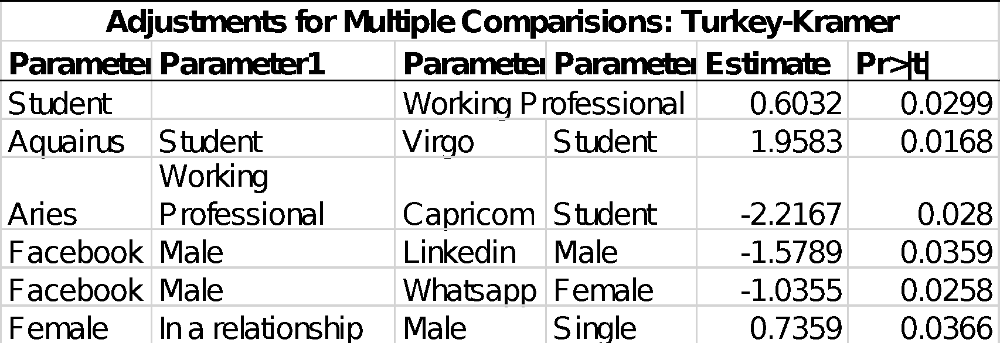 Adjustments for Multiple Comparisions: Turkey-Kramer
Parameter Parameter1 Parameter Parameter Estimate Pr>|t|
Student Working Professional 0.6032 0.0299
Aquairus Student Virgo Student 1.9583 0.0168
Working
Aries Professional Capricorn Student -2.2167 0.028
Facebook Male Linkedin Male -1.5789 0.0359
Facebook Male Whatsapp Female -1.0355 0.0258
Female In a relationship Male Single 0.7359 0.0366